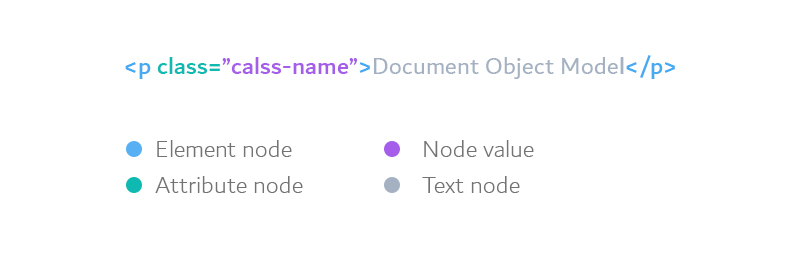 <p class=”calss-name”>Document Object Model</p>
Element node
Node value
Attribute node
Text node